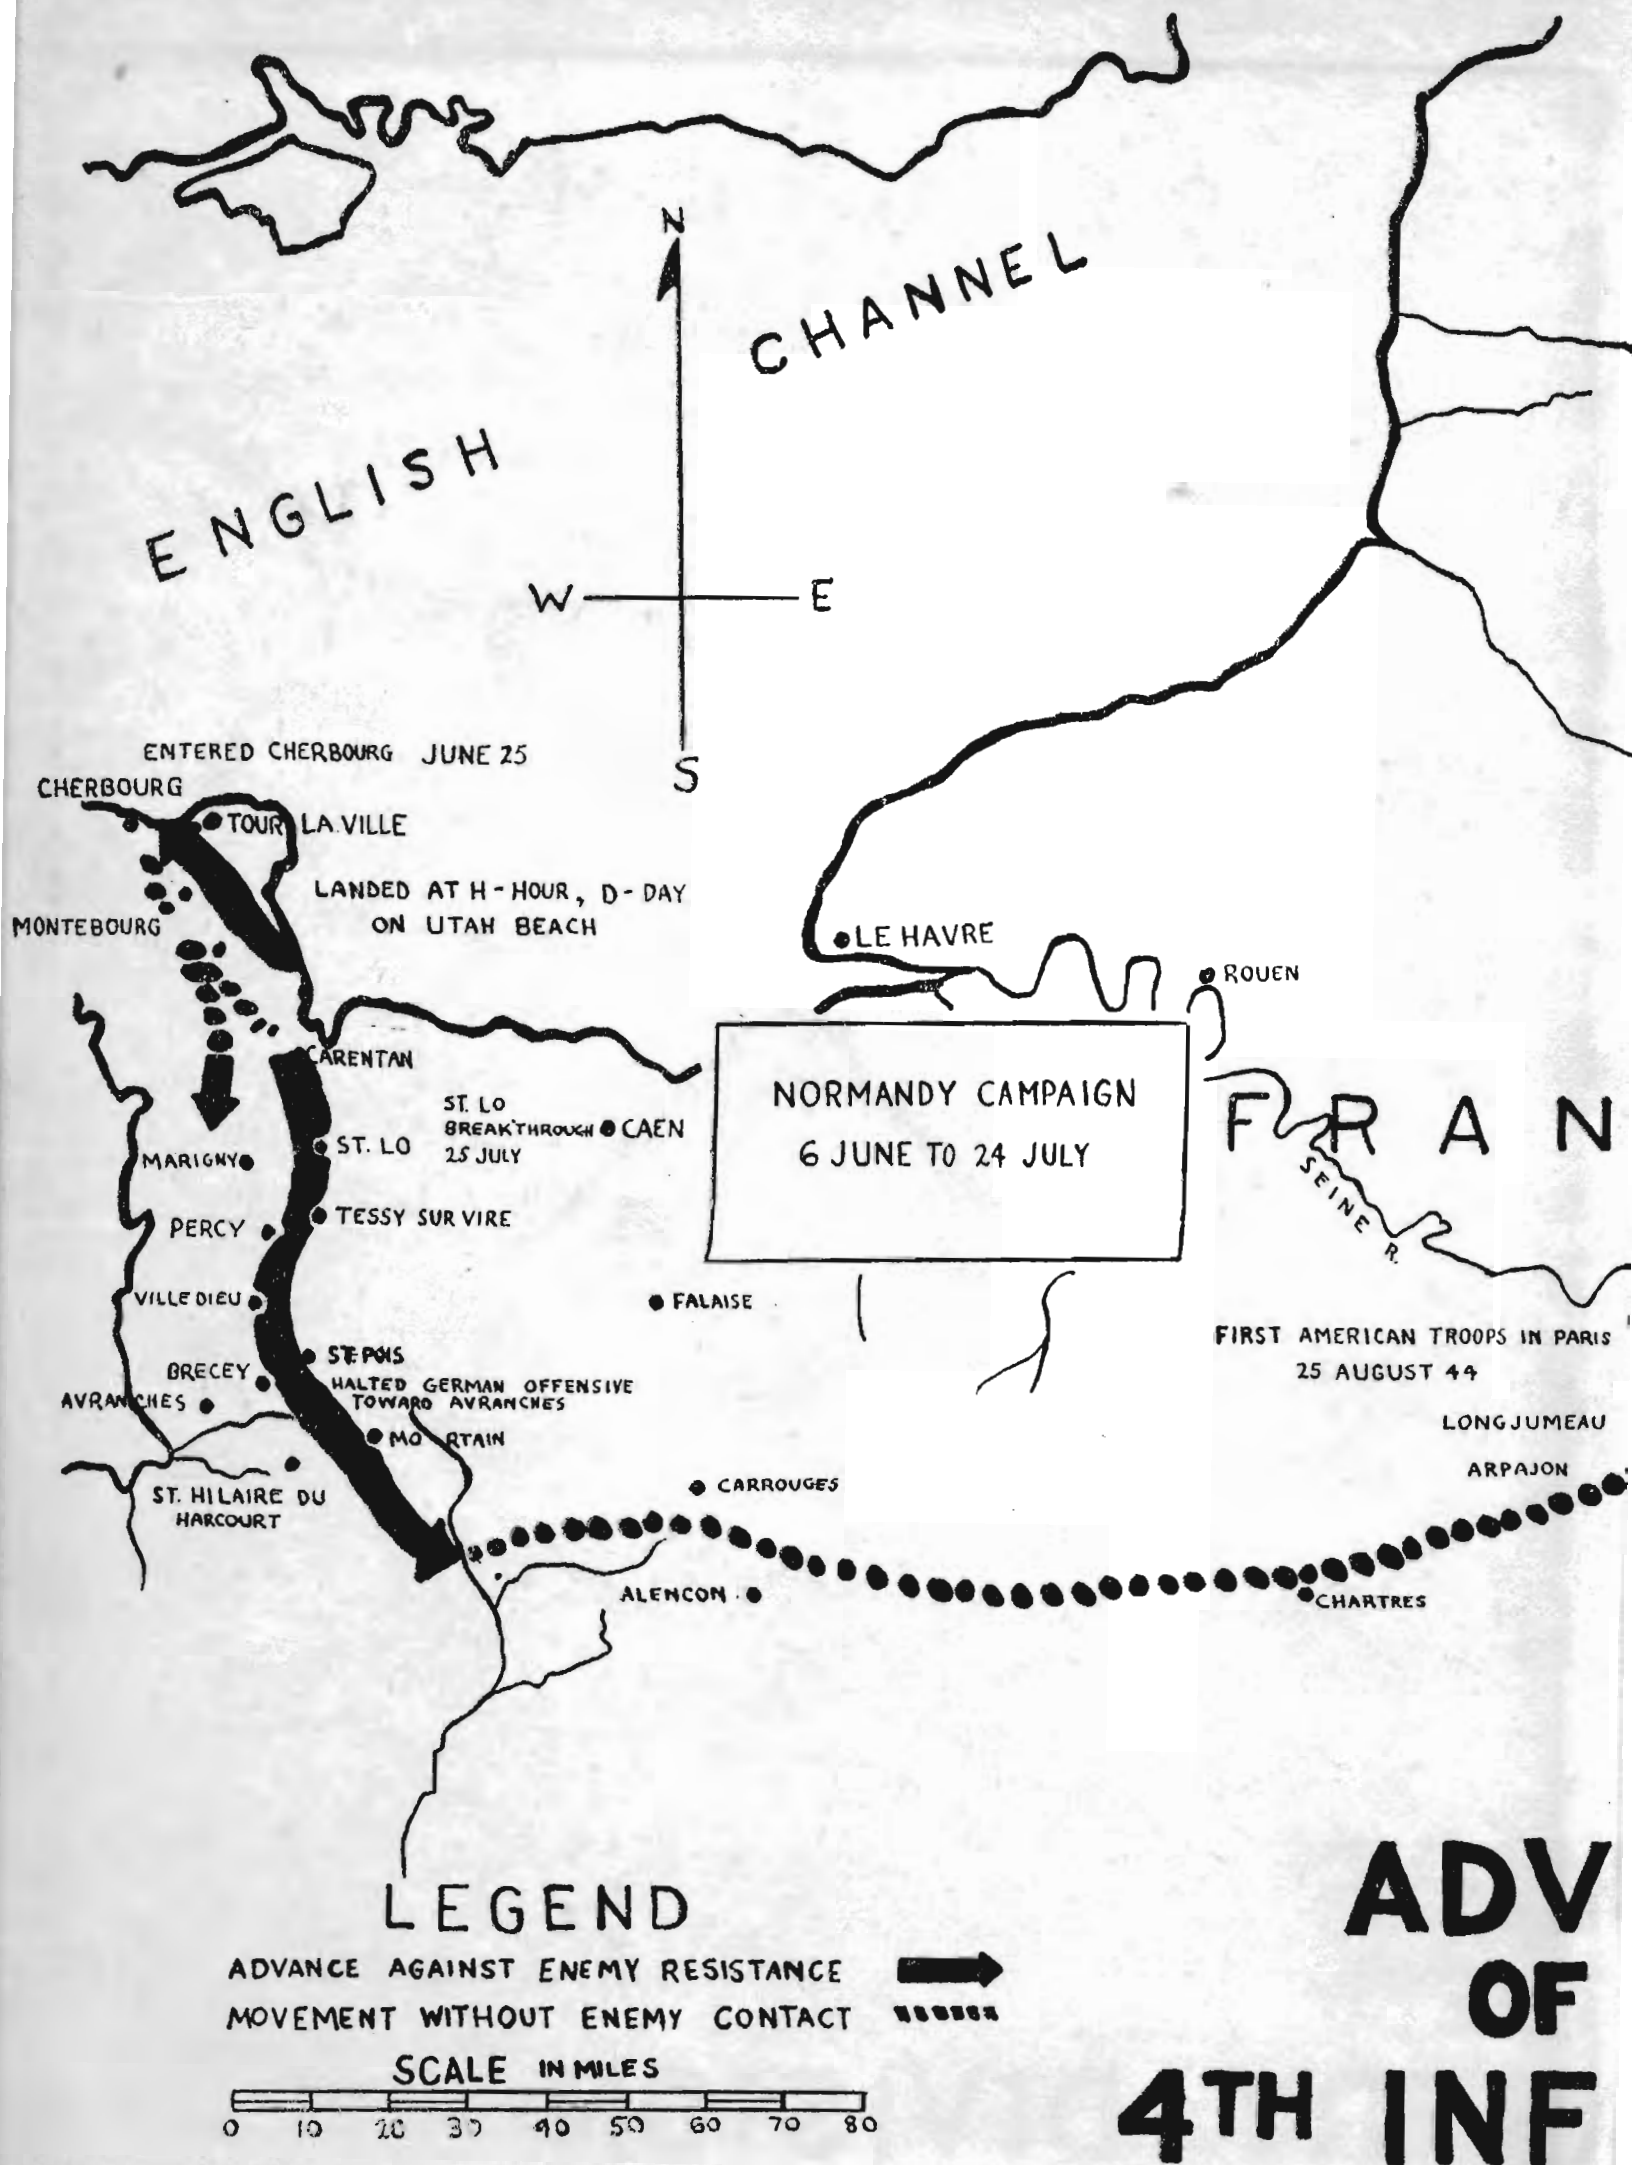 N
ENGLISH CHANNEL
W E
S
ENTERED CHERBOURG JUNE 25
CHERBOURG
TOUR LA VILLE
LANDED AT H-HOUR, D-DAY
ON UTAH BEACH
MONTEBOURG
LE HAVRE
ROUEN
CARENTAN
NORMANDY CAMPAIGN
6 JUNE TO 24 JULY
ST. LO
BREAKTHROUGH
25 JULY
CAEN
FRAN
ST. LO
MARIGNY
SEINE R.
PERCY
TESSY SUR VIRE
VILLEDIEU
FALAISE
FIRST AMERICAN TROOPS IN PARIS
25 AUGUST 44
ST POIS
BRECEY
HALTED GERMAN OFFENSIVE
TOWARD AVRANCHES
AVRANCHES
LONGJUMEAU
MORTAIN
ARPAJON
CARROUGES
ST. HILAIRE DU
HARCOURT
ALENCON
CHARTRES
LEGEND
ADVANCE AGAINST ENEMY RESISTANCE
MOVEMENT WITHOUT ENEMY CONTACT
SCALE IN MILES
0 10 20 30 40 50 60 70 80
ADV
OF
4TH INF